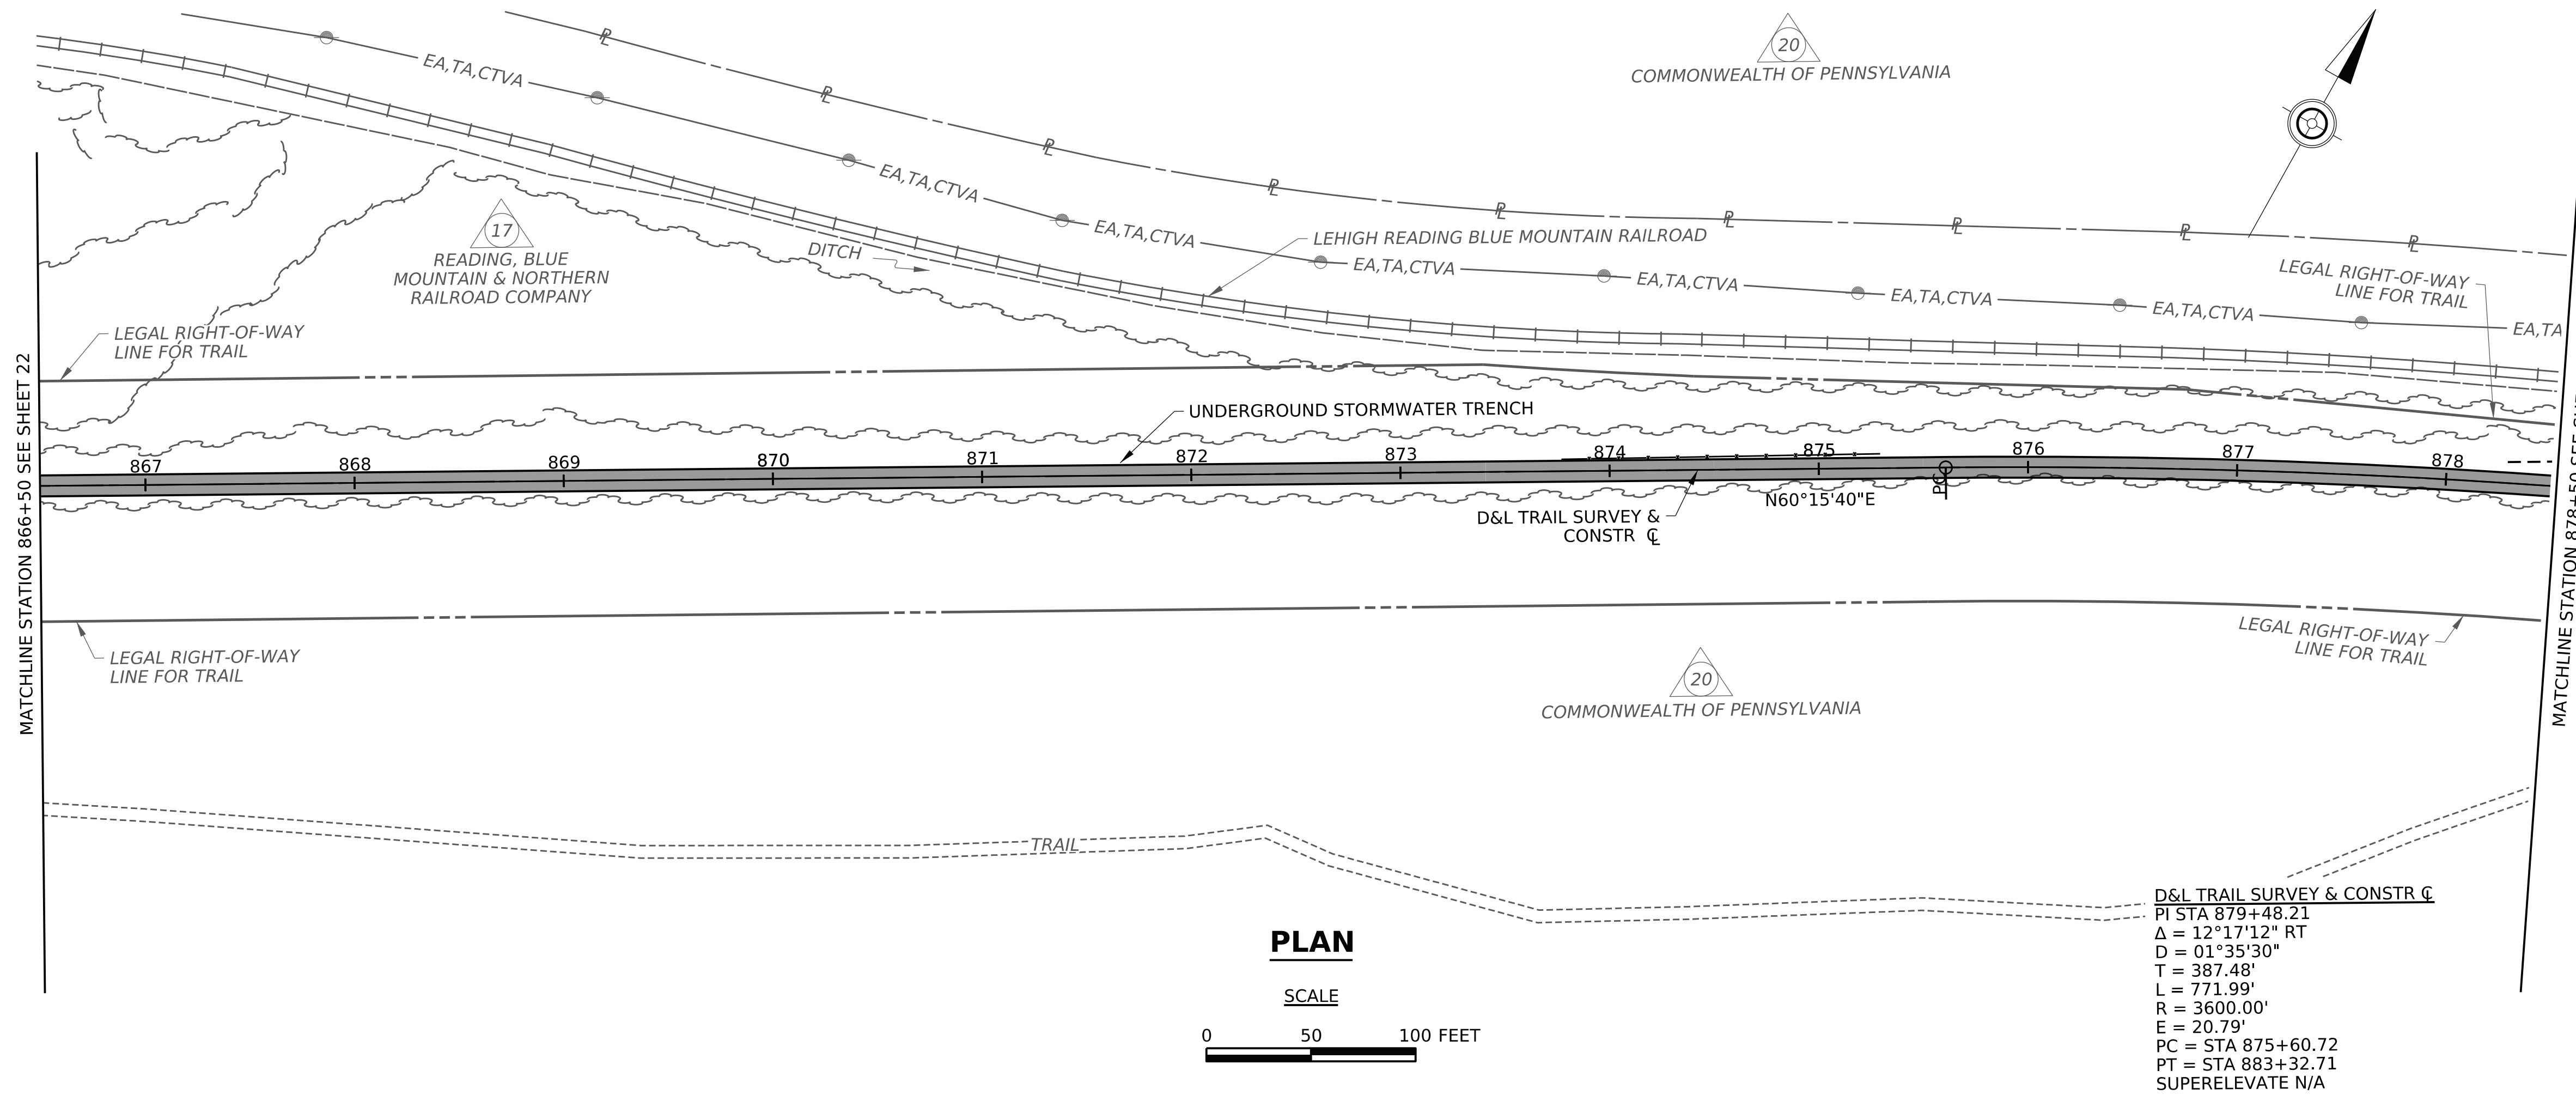 20
COMMONWEALTH OF PENNSYLVANIA
EA,TA,CTVA
EA,TA,CTVA
EA,TA,CTVA
EA,TA,CTVA
EA,TA,CTVA
EA,TA,CTVA
EA,TA,CTVA
EA,TA
LEHIGH READING BLUE MOUNTAIN RAILROAD
17
READING, BLUE
MOUNTAIN & NORTHERN
RAILROAD COMPANY
DITCH
LEGAL RIGHT-OF-WAY
LINE FOR TRAIL
LEGAL RIGHT-OF-WAY
LINE FOR TRAIL
MATCHLINE STATION 866+50 SEE SHEET 22
UNDERGROUND STORMWATER TRENCH
867 868 869 870 871 872 873 874 875 876 877 878
PC
N60°15'40"E
D&L TRAIL SURVEY &
CONSTR ℄
LEGAL RIGHT-OF-WAY
LINE FOR TRAIL
LEGAL RIGHT-OF-WAY
LINE FOR TRAIL
MATCHLINE STATION 878+50 SEE
20
COMMONWEALTH OF PENNSYLVANIA
TRAIL
PLAN
SCALE
0 50 100 FEET
D&L TRAIL SURVEY & CONSTR ℄
PI STA 879+48.21
Δ = 12°17'12" RT
D = 01°35'30"
T = 387.48'
L = 771.99'
R = 3600.00'
E = 20.79'
PC = STA 875+60.72
PT = STA 883+32.71
SUPERELEVATE N/A